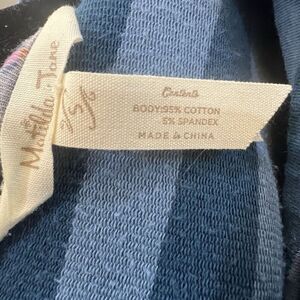 Matilda Jane
Contents
BODY: 95% COTTON
5% SPANDEX
MADE IN CHINA